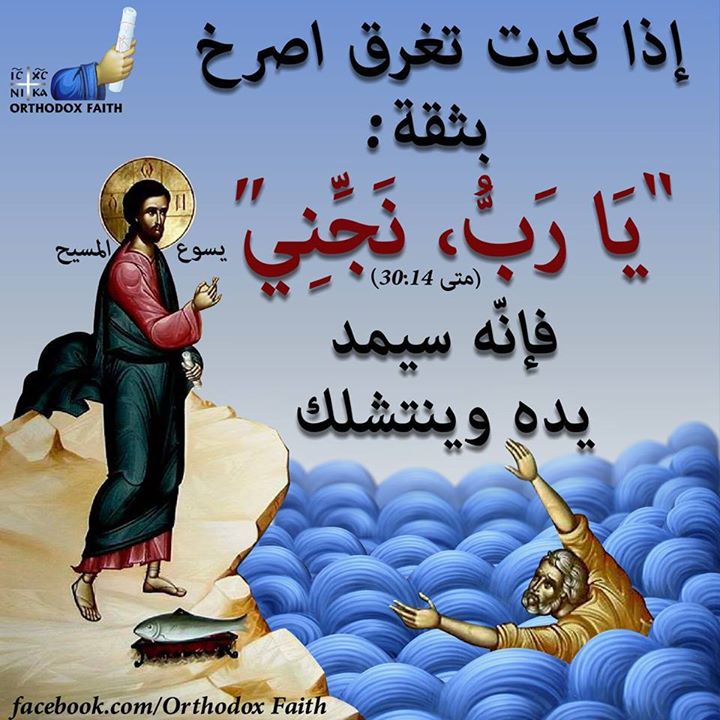 IC XC
NI KA
ORTHODOX FAITH
إذا كدت تغرق اصرخ
بثقة:
"يَا رَبُّ، نَجِّنِي"
(متى 30:14)
يسوع المسيح
فإنّه سيمد
يده وينتشلك
facebook.com/Orthodox Faith